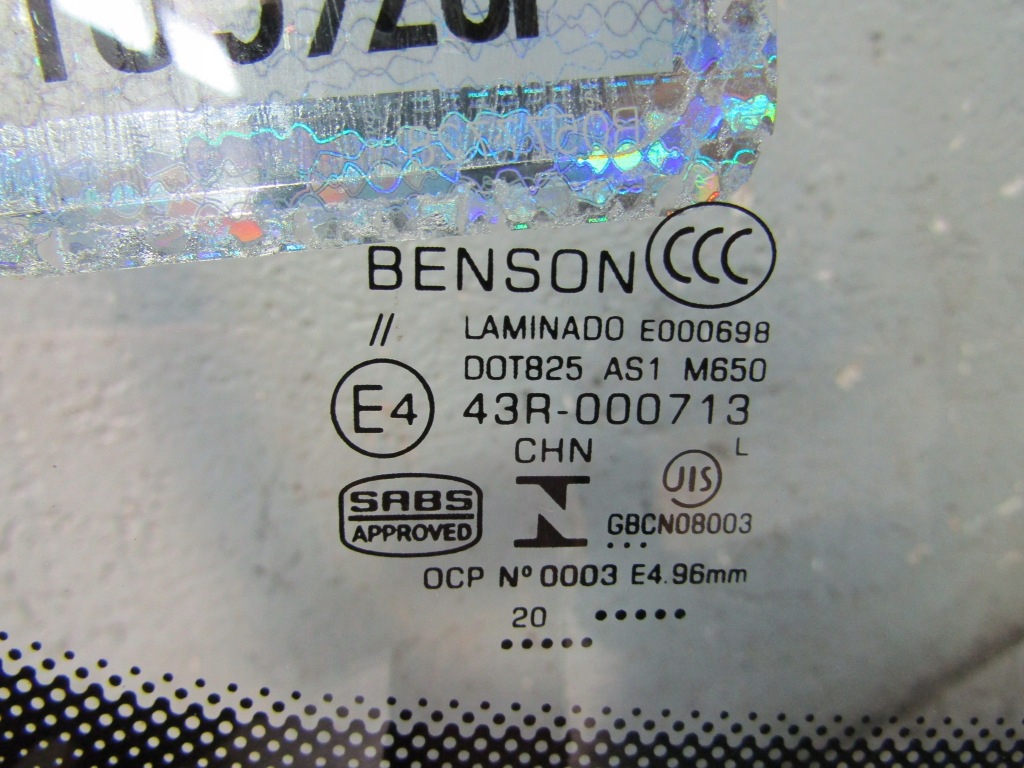 BENSON CCC
// LAMINADO E000698
DOT825 AS1 M650
E4 43R-000713
CHN L
JIS
SABS
APPROVED
GBCN08003
OCP Nº 0003 E4.96mm
20